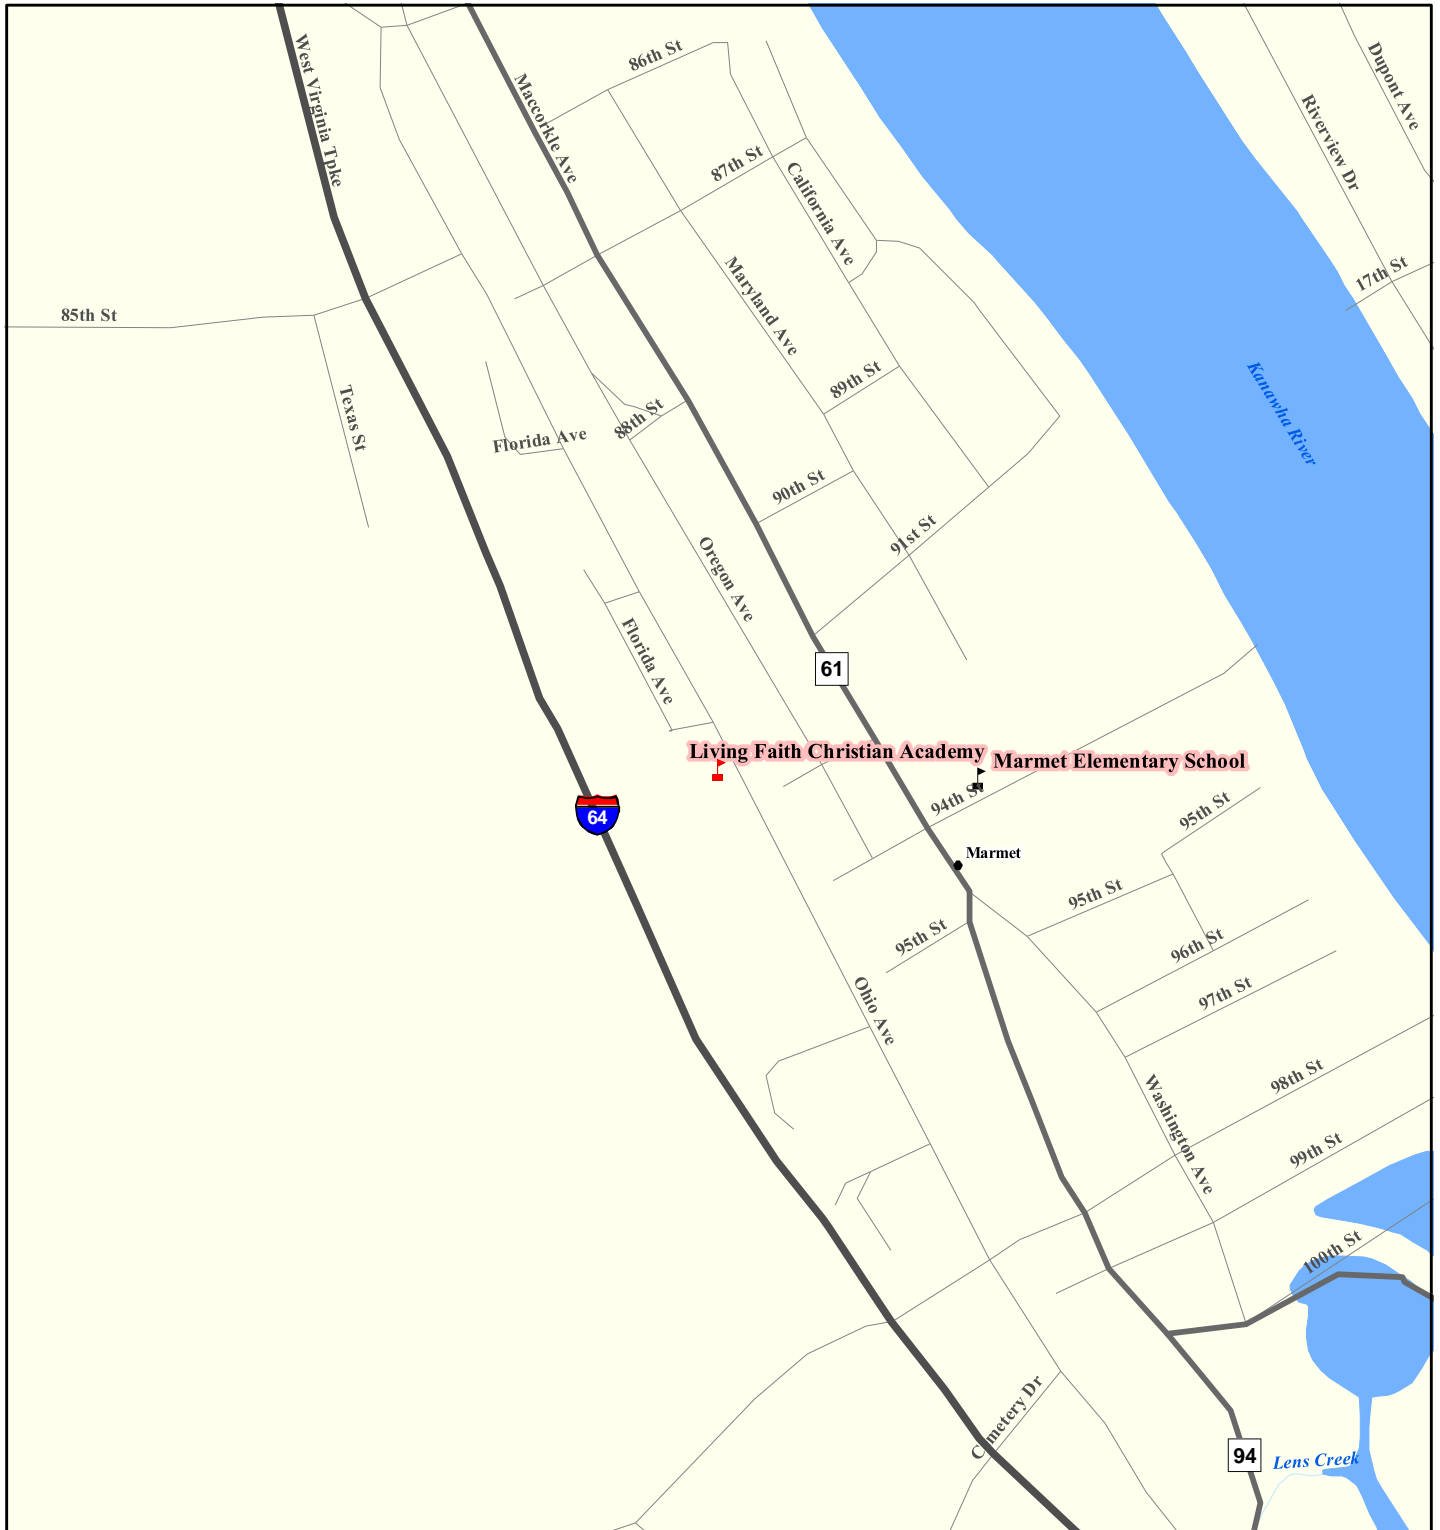 86th St
West Virginia Tpke
Maccorkle Ave
Dupont Ave
Riverview Dr
87th St
California Ave
17th St
Maryland Ave
85th St
Texas St
89th St
Kanawha River
88th St
Florida Ave
90th St
91st St
Oregon Ave
Florida Ave
61
Living Faith Christian Academy
Marmet Elementary School
94th St
95th St
64
Marmet
95th St
95th St
96th St
97th St
Ohio Ave
98th St
Washington Ave
99th St
100th St
Cemetery Dr
94
Lens Creek